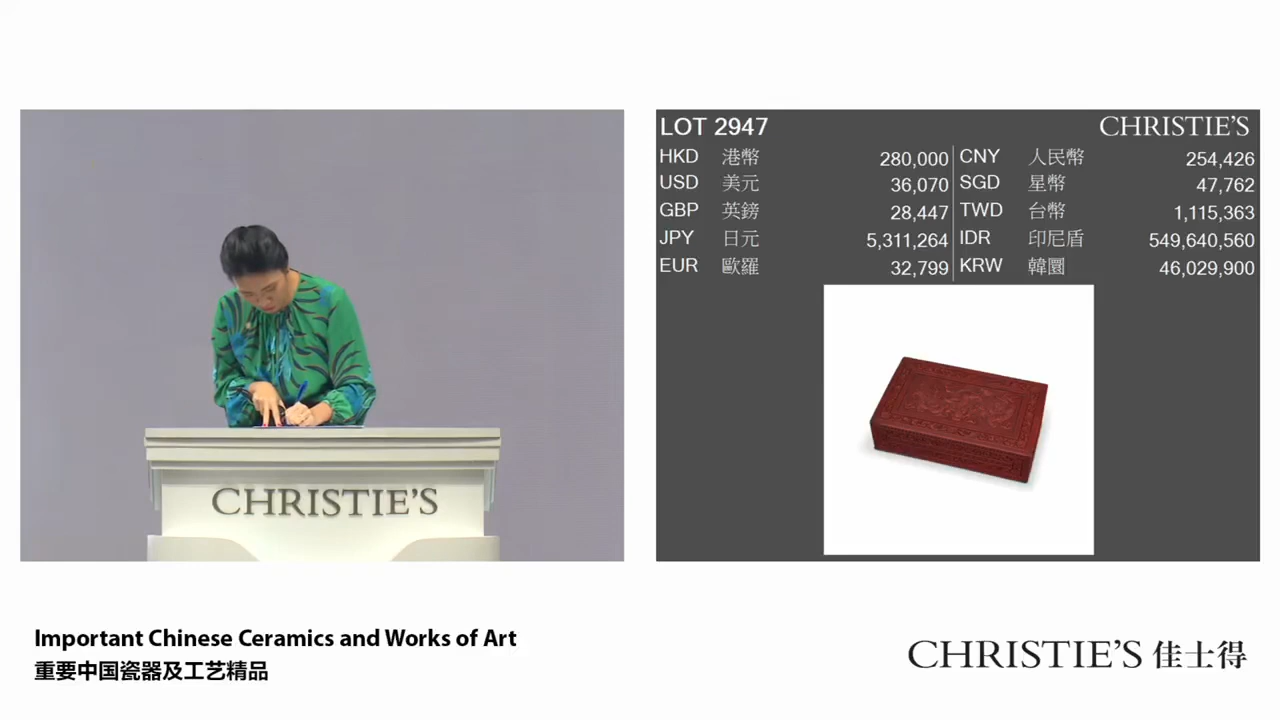 LOT 2947
CHRISTIE'S
HKD 港幣 280,000 CNY 人民幣 254,426
USD 美元 36,070 SGD 星幣 47,762
GBP 英鎊 28,447 TWD 台幣 1,115,363
JPY 日元 5,311,264 IDR 印尼盾 549,640,560
EUR 歐羅 32,799 KRW 韓圜 46,029,900
CHRISTIE'S
Important Chinese Ceramics and Works of Art
重要中国瓷器及工艺精品
CHRISTIE'S 佳士得